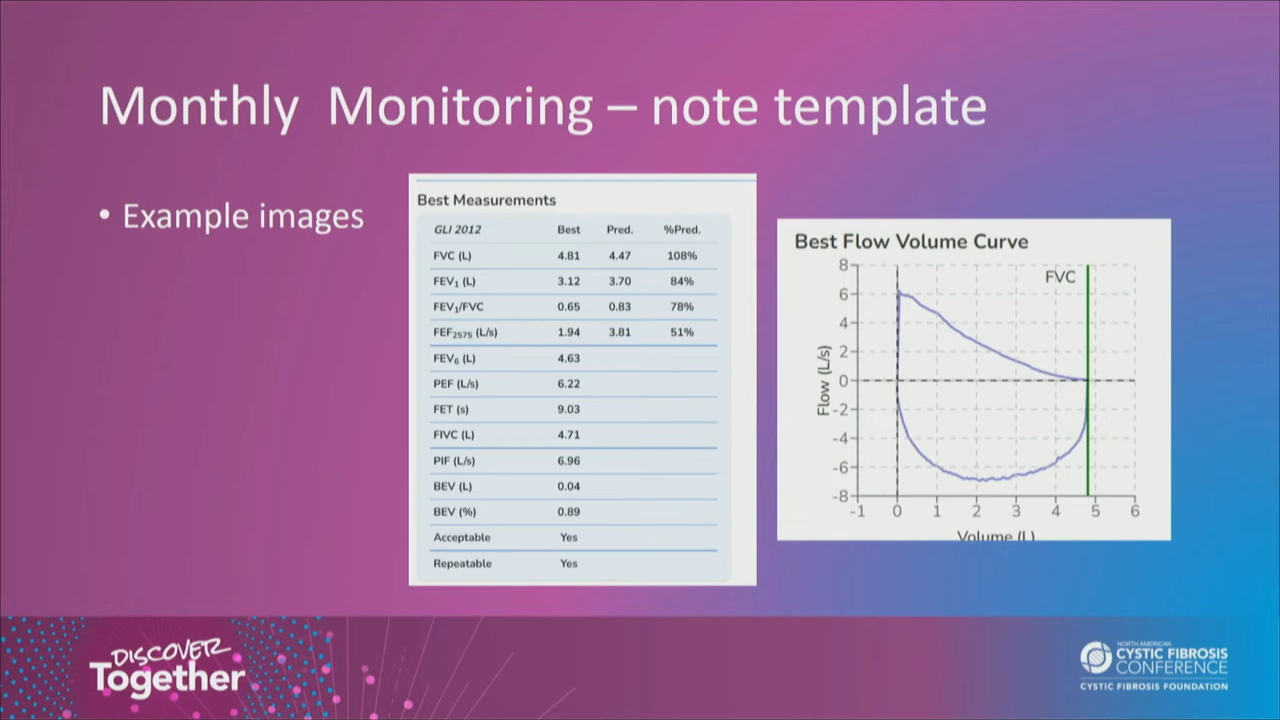 Monthly  Monitoring – note template
• Example images
Best Measurements
GLI 2012 Best Pred. %Pred.
FVC (L) 4.81 4.47 108%
FEV₁ (L) 3.12 3.70 84%
FEV₁/FVC 0.65 0.83 78%
FEF₂₅₇₅ (L/s) 1.94 3.81 51%
FEV₆ (L) 4.63
PEF (L/s) 6.22
FET (s) 9.03
FIVC (L) 4.71
PIF (L/s) 6.96
BEV (L) 0.04
BEV (%) 0.89
Acceptable Yes
Repeatable Yes
Best Flow Volume Curve
FVC
8
6
4
2
0
-2
-4
-6
-8
Flow (L/s)
-1 0 1 2 3 4 5 6
Volume (L)
DISCOVER
Together
NORTH AMERICAN
CYSTIC FIBROSIS
CONFERENCE
CYSTIC FIBROSIS FOUNDATION